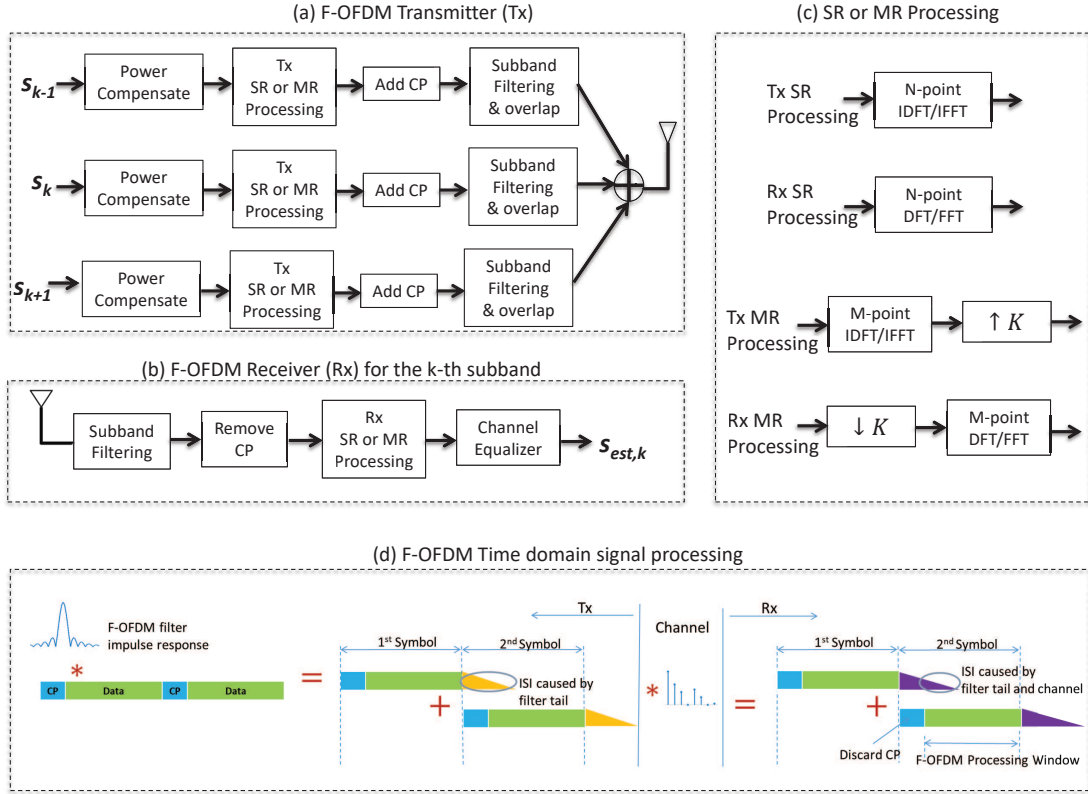 (a) F-OFDM Transmitter (Tx)
S_{k-1}
Power
Compensate
Tx
SR or MR
Processing
Add CP
Subband
Filtering
& overlap
S_k
Power
Compensate
Tx
SR or MR
Processing
Add CP
Subband
Filtering
& overlap
S_{k+1}
Power
Compensate
Tx
SR or MR
Processing
Add CP
Subband
Filtering
& overlap
(b) F-OFDM Receiver (Rx) for the k-th subband
Subband
Filtering
Remove
CP
Rx
SR or MR
Processing
Channel
Equalizer
S_{est,k}
(c) SR or MR Processing
Tx SR
Processing
N-point
IDFT/IFFT
Rx SR
Processing
N-point
DFT/FFT
Tx MR
Processing
M-point
IDFT/IFFT
↑ K
Rx MR
Processing
↓ K
M-point
DFT/FFT
(d) F-OFDM Time domain signal processing
F-OFDM filter
impulse response
*
CP Data CP Data
=
1st Symbol
2nd Symbol
Tx
ISI caused by
filter tail
+
Channel
*
Rx
=
1st Symbol
2nd Symbol
ISI caused by
filter tail and channel
+
Discard CP
F-OFDM Processing Window